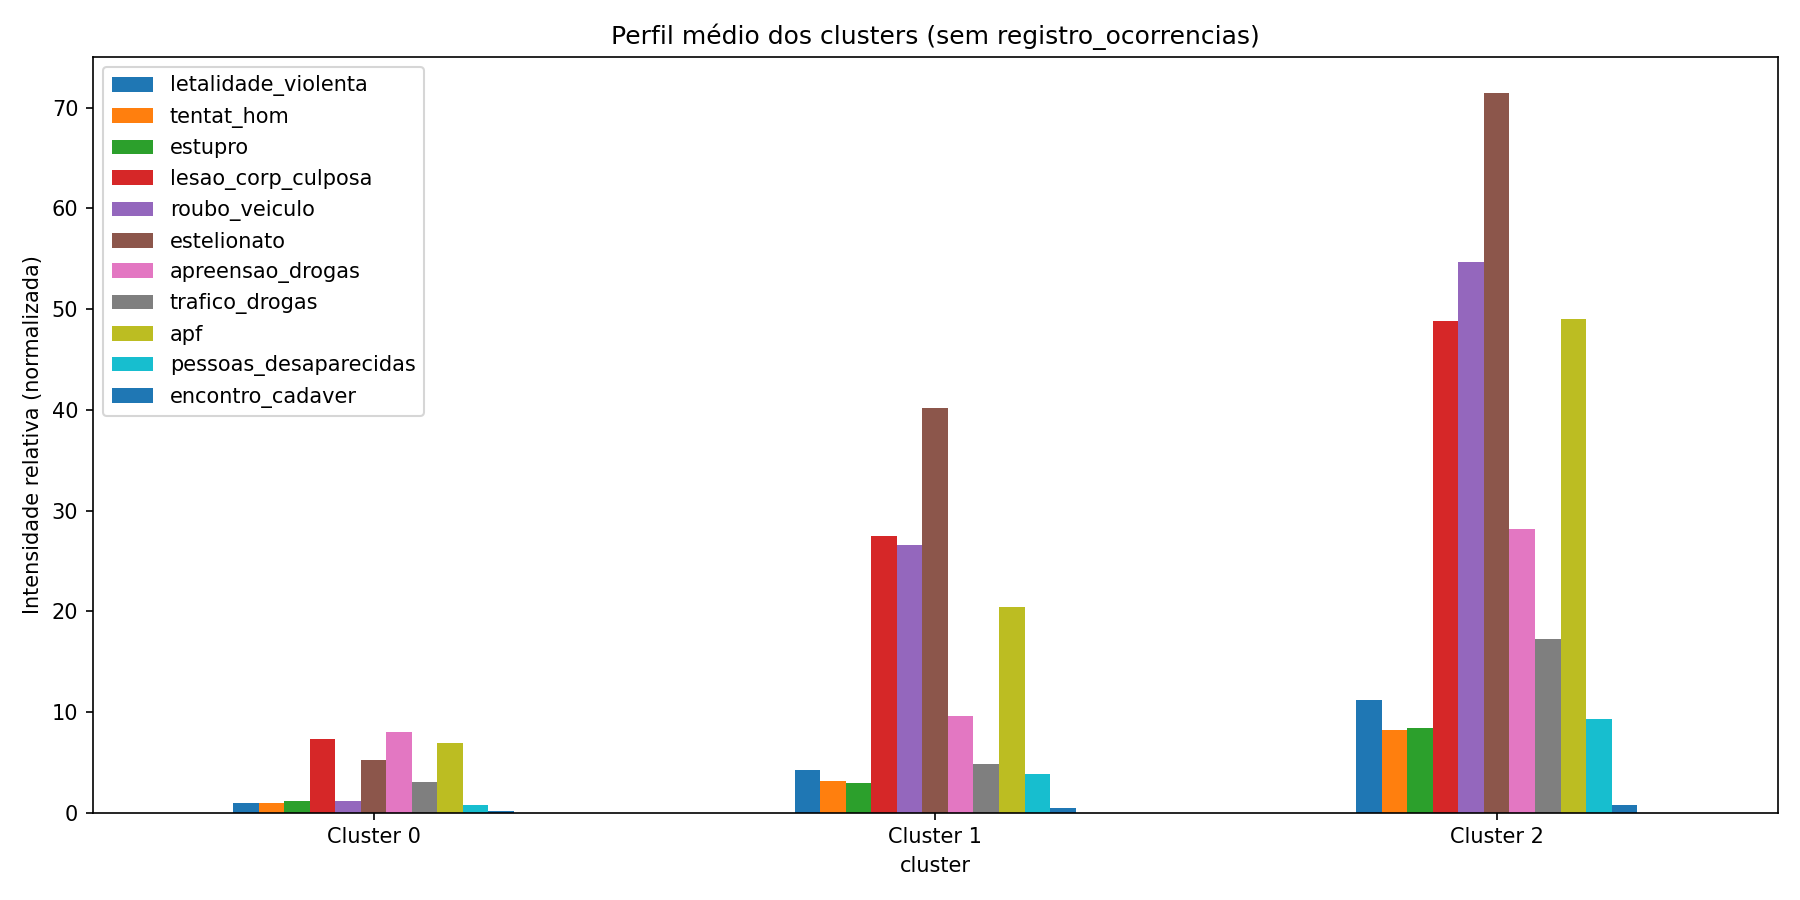 Perfil médio dos clusters (sem registro_ocorrencias)
letalidade_violenta
tentat_hom
estupro
lesao_corp_culposa
roubo_veiculo
estelionato
apreensao_drogas
trafico_drogas
apf
pessoas_desaparecidas
encontro_cadaver
Intensidade relativa (normalizada)
70
60
50
40
30
20
10
0
Cluster 0
Cluster 1
Cluster 2
cluster